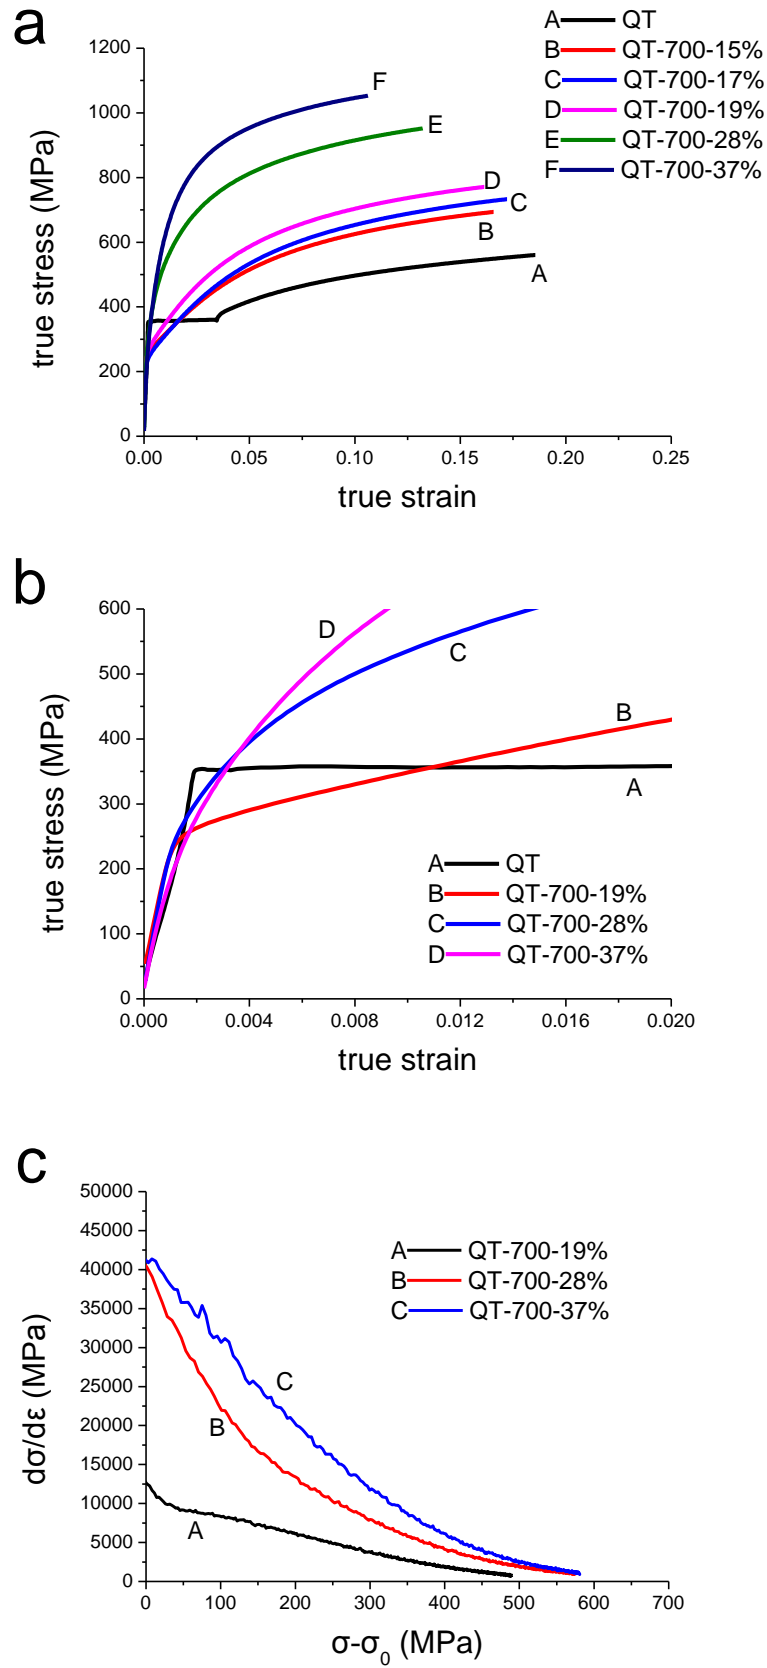 a
A QT
B QT-700-15%
C QT-700-17%
D QT-700-19%
E QT-700-28%
F QT-700-37%
1200
1000
800
600
400
200
0
true stress (MPa)
F
E
D
C
B
A
0.00 0.05 0.10 0.15 0.20 0.25
true strain
b
600
500
400
300
200
100
0
true stress (MPa)
D
C
B
A
A QT
B QT-700-19%
C QT-700-28%
D QT-700-37%
0.000 0.004 0.008 0.012 0.016 0.020
true strain
c
50000
45000
40000
35000
30000
25000
20000
15000
10000
5000
0
dσ/dε (MPa)
A QT-700-19%
B QT-700-28%
C QT-700-37%
C
B
A
0 100 200 300 400 500 600 700
σ-σ₀ (MPa)